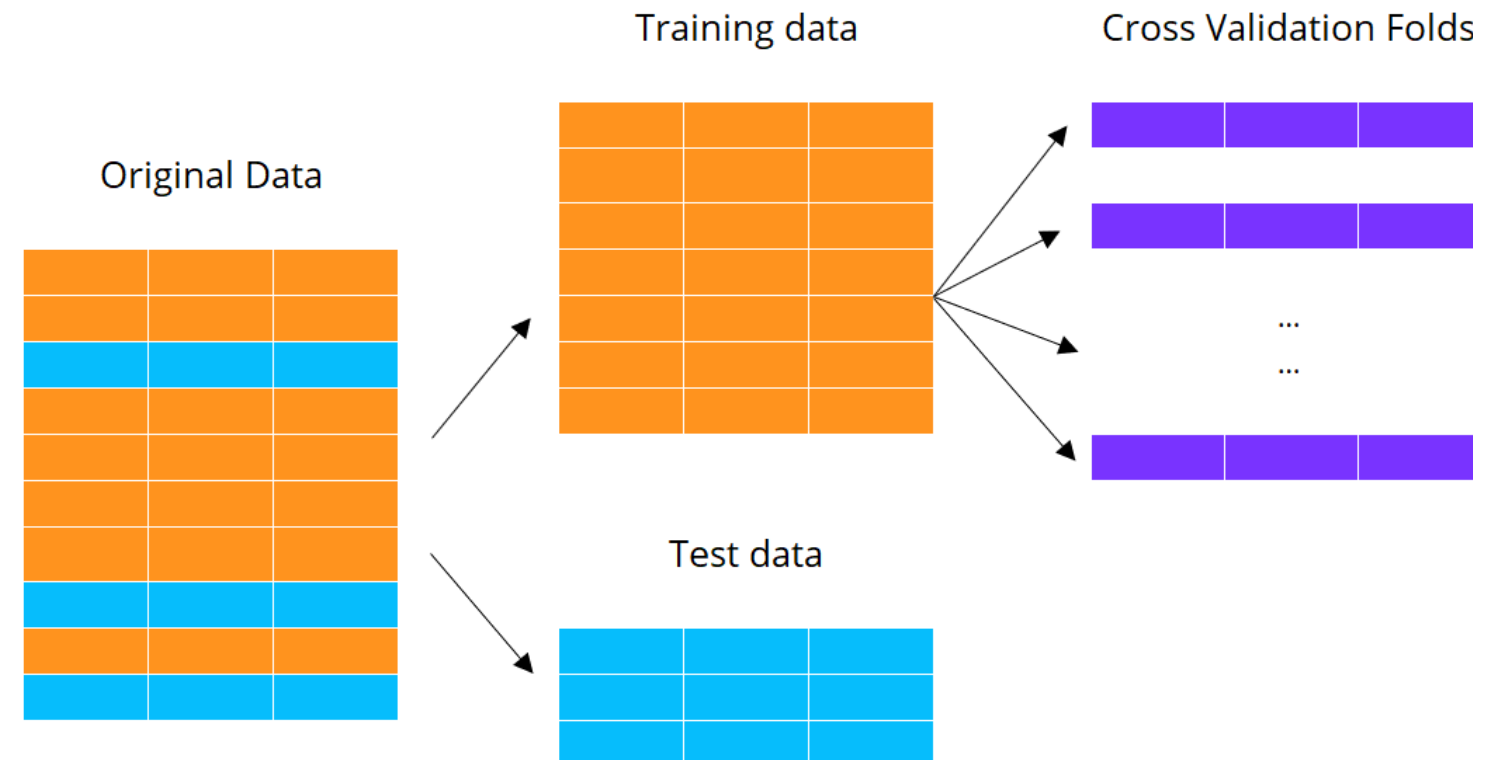 Training data
Cross Validation Folds
Original Data
...
...
Test data